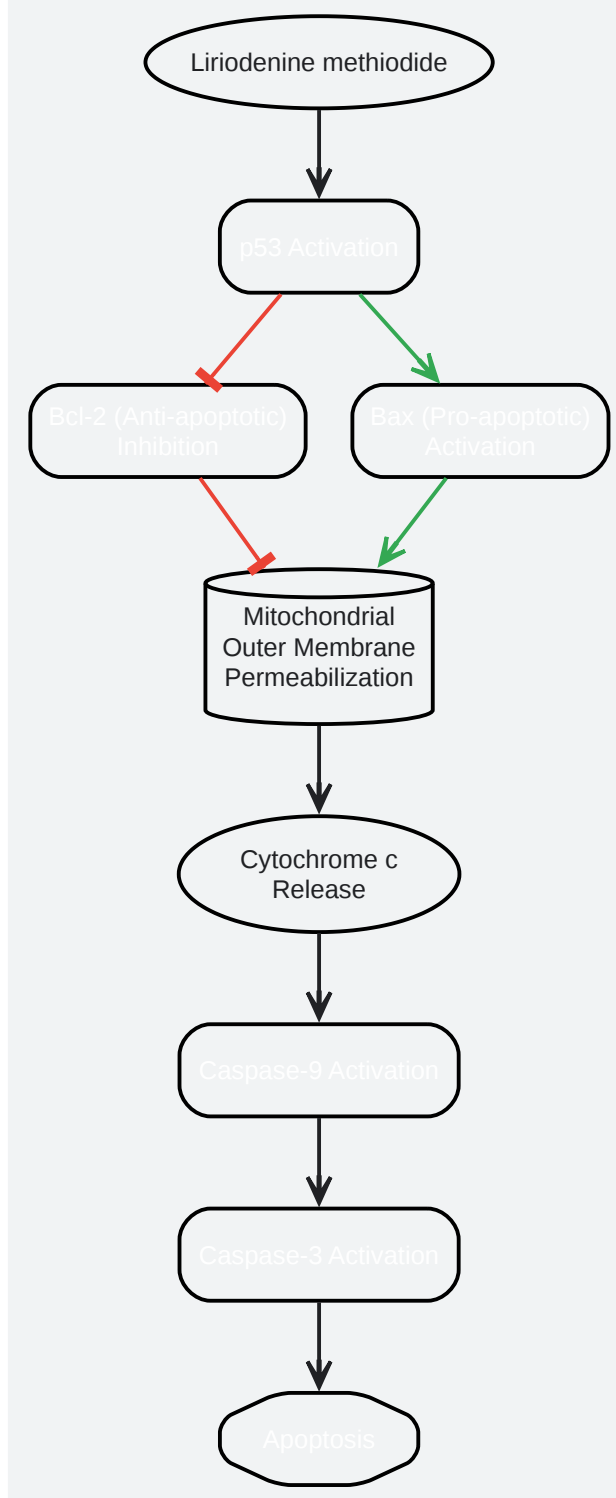 Liriodenine methiodide
p53 Activation
Bcl-2 (Anti-apoptotic)
Inhibition
Bax (Pro-apoptotic)
Activation
Mitochondrial
Outer Membrane
Permeabilization
Cytochrome c
Release
Caspase-9 Activation
Caspase-3 Activation
Apoptosis